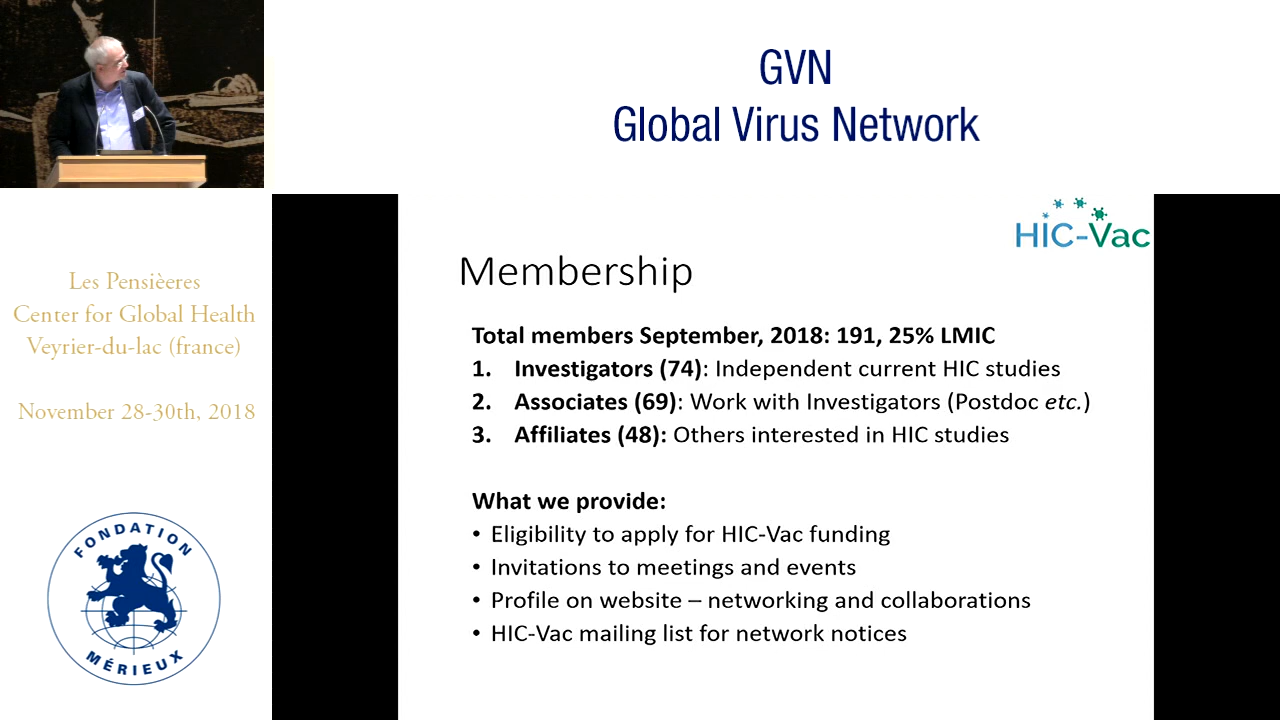 GVN
Global Virus Network
Les Pensièeres
Center for Global Health
Veyrier-du-lac (france)
November 28-30th, 2018
FONDATION
MÉRIEUX
HIC-Vac
Membership
Total members September, 2018: 191, 25% LMIC
1. Investigators (74): Independent current HIC studies
2. Associates (69): Work with Investigators (Postdoc etc.)
3. Affiliates (48): Others interested in HIC studies
What we provide:
• Eligibility to apply for HIC-Vac funding
• Invitations to meetings and events
• Profile on website – networking and collaborations
• HIC-Vac mailing list for network notices